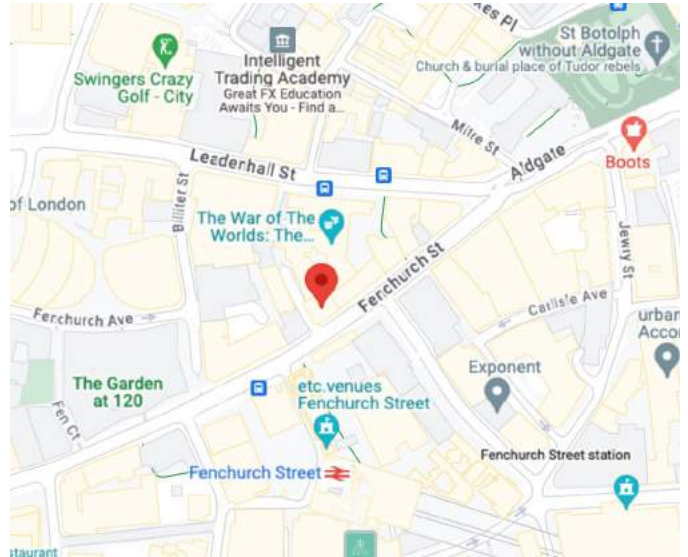 kes Pl
St Botolph
without Aldgate
Church & burial place of Tudor rebels
Intelligent
Trading Academy
Great FX Education
Awaits You - Find a...
Swingers Crazy
Golf - City
Mitre St
Aldgate
Boots
Leadenhall St
Billiter St
of London
The War of The
Worlds: The...
Jewry St
Fenchurch St
Carlisle Ave
Fenchurch Ave
urban
Accor
Exponent
The Garden
at 120
etc.venues
Fenchurch Street
Fen Ct
Fenchurch Street station
Fenchurch Street
staurant